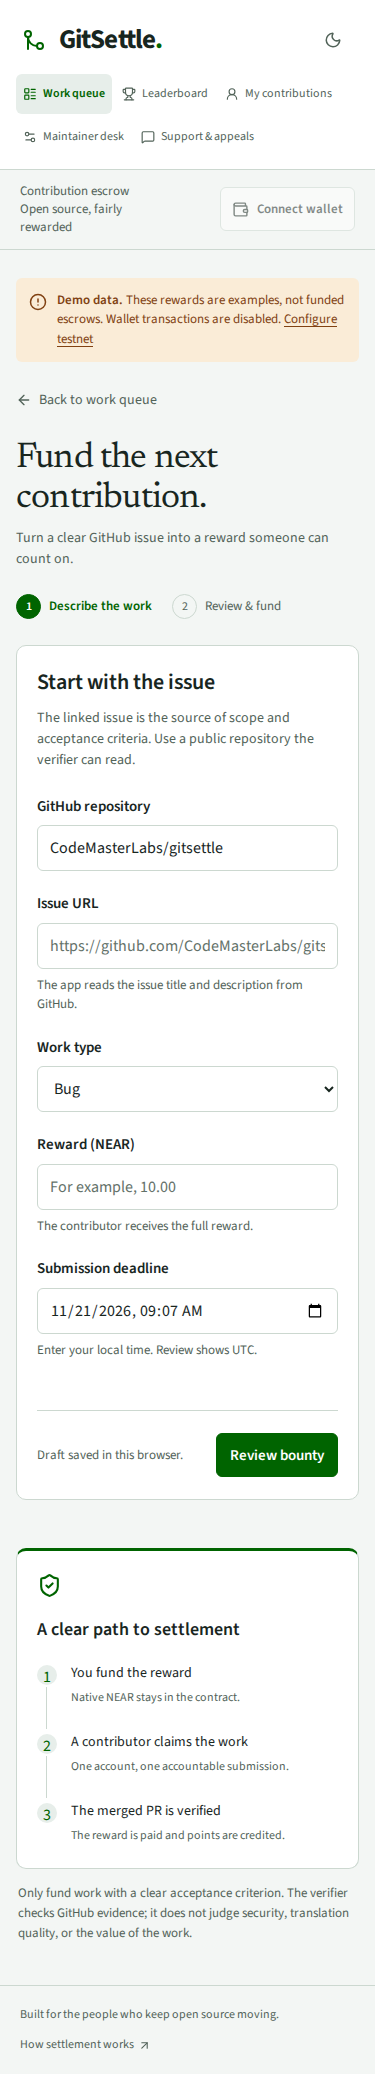 GitSettle.
Work queue
Leaderboard
My contributions
Maintainer desk
Support & appeals
Contribution escrow
Open source, fairly
rewarded
Connect wallet
Demo data. These rewards are examples, not funded
escrows. Wallet transactions are disabled. Configure
testnet
Back to work queue
Fund the next
contribution.
Turn a clear GitHub issue into a reward someone can
count on.
1 Describe the work
2 Review & fund
Start with the issue
The linked issue is the source of scope and
acceptance criteria. Use a public repository the
verifier can read.
GitHub repository
CodeMasterLabs/gitsettle
Issue URL
https://github.com/CodeMasterLabs/gits
The app reads the issue title and description from
GitHub.
Work type
Bug
Reward (NEAR)
For example, 10.00
The contributor receives the full reward.
Submission deadline
11/21/2026, 09:07 AM
Enter your local time. Review shows UTC.
Draft saved in this browser.
Review bounty
A clear path to settlement
1 You fund the reward
Native NEAR stays in the contract.
2 A contributor claims the work
One account, one accountable submission.
3 The merged PR is verified
The reward is paid and points are credited.
Only fund work with a clear acceptance criterion. The verifier
checks GitHub evidence; it does not judge security, translation
quality, or the value of the work.
Built for the people who keep open source moving.
How settlement works